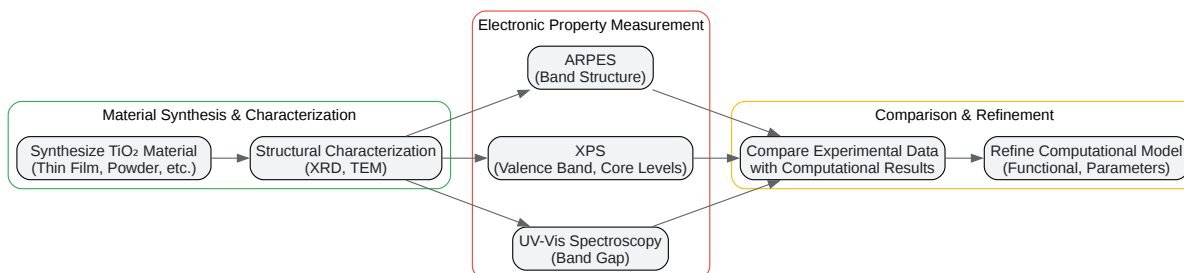 Electronic Property Measurement
ARPES
(Band Structure)
Material Synthesis & Characterization
Comparison & Refinement
Synthesize TiO₂ Material
(Thin Film, Powder, etc.)
Structural Characterization
(XRD, TEM)
XPS
(Valence Band, Core Levels)
Compare Experimental Data
with Computational Results
Refine Computational Model
(Functional, Parameters)
UV-Vis Spectroscopy
(Band Gap)